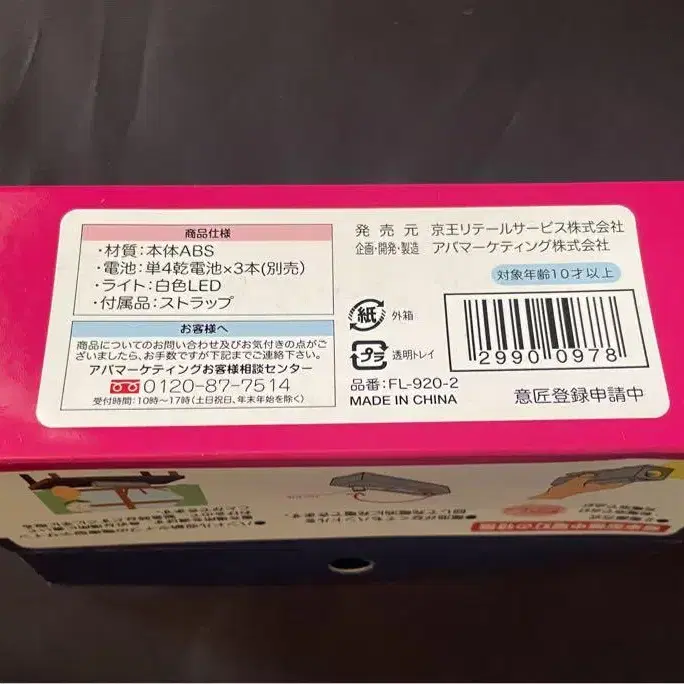 商品仕様
・材質：本体ABS
・電池：単4乾電池×3本(別売)
・ライト：白色LED
・付属品：ストラップ
お客様へ
商品についてのお問い合わせ及びお気付きの点がご
ざいましたら、お手数ですが下記までご連絡下さい。
アパマーケティングお客様相談センター
0120-87-7514
受付時間：10時～17時(土日祝日、年末年始を除く)
発売元 京王リテールサービス株式会社
企画・開発・製造 アパマーケティング株式会社
対象年齢10才以上
紙 外箱
プラ 透明トレイ
29900978
品番：FL-920-2
MADE IN CHINA
意匠登録申請中